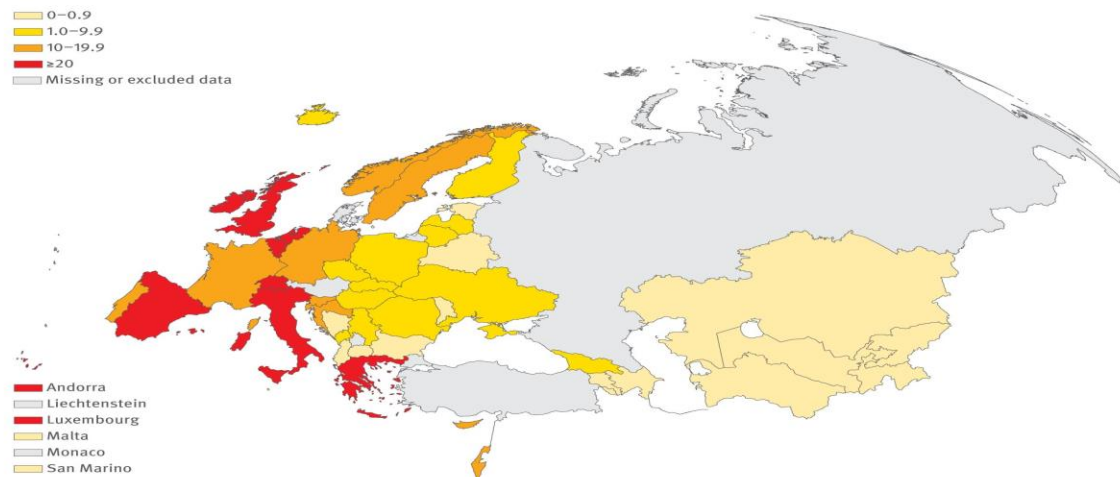 0–0.9
1.0–9.9
10–19.9
≥20
Missing or excluded data
Andorra
Liechtenstein
Luxembourg
Malta
Monaco
San Marino